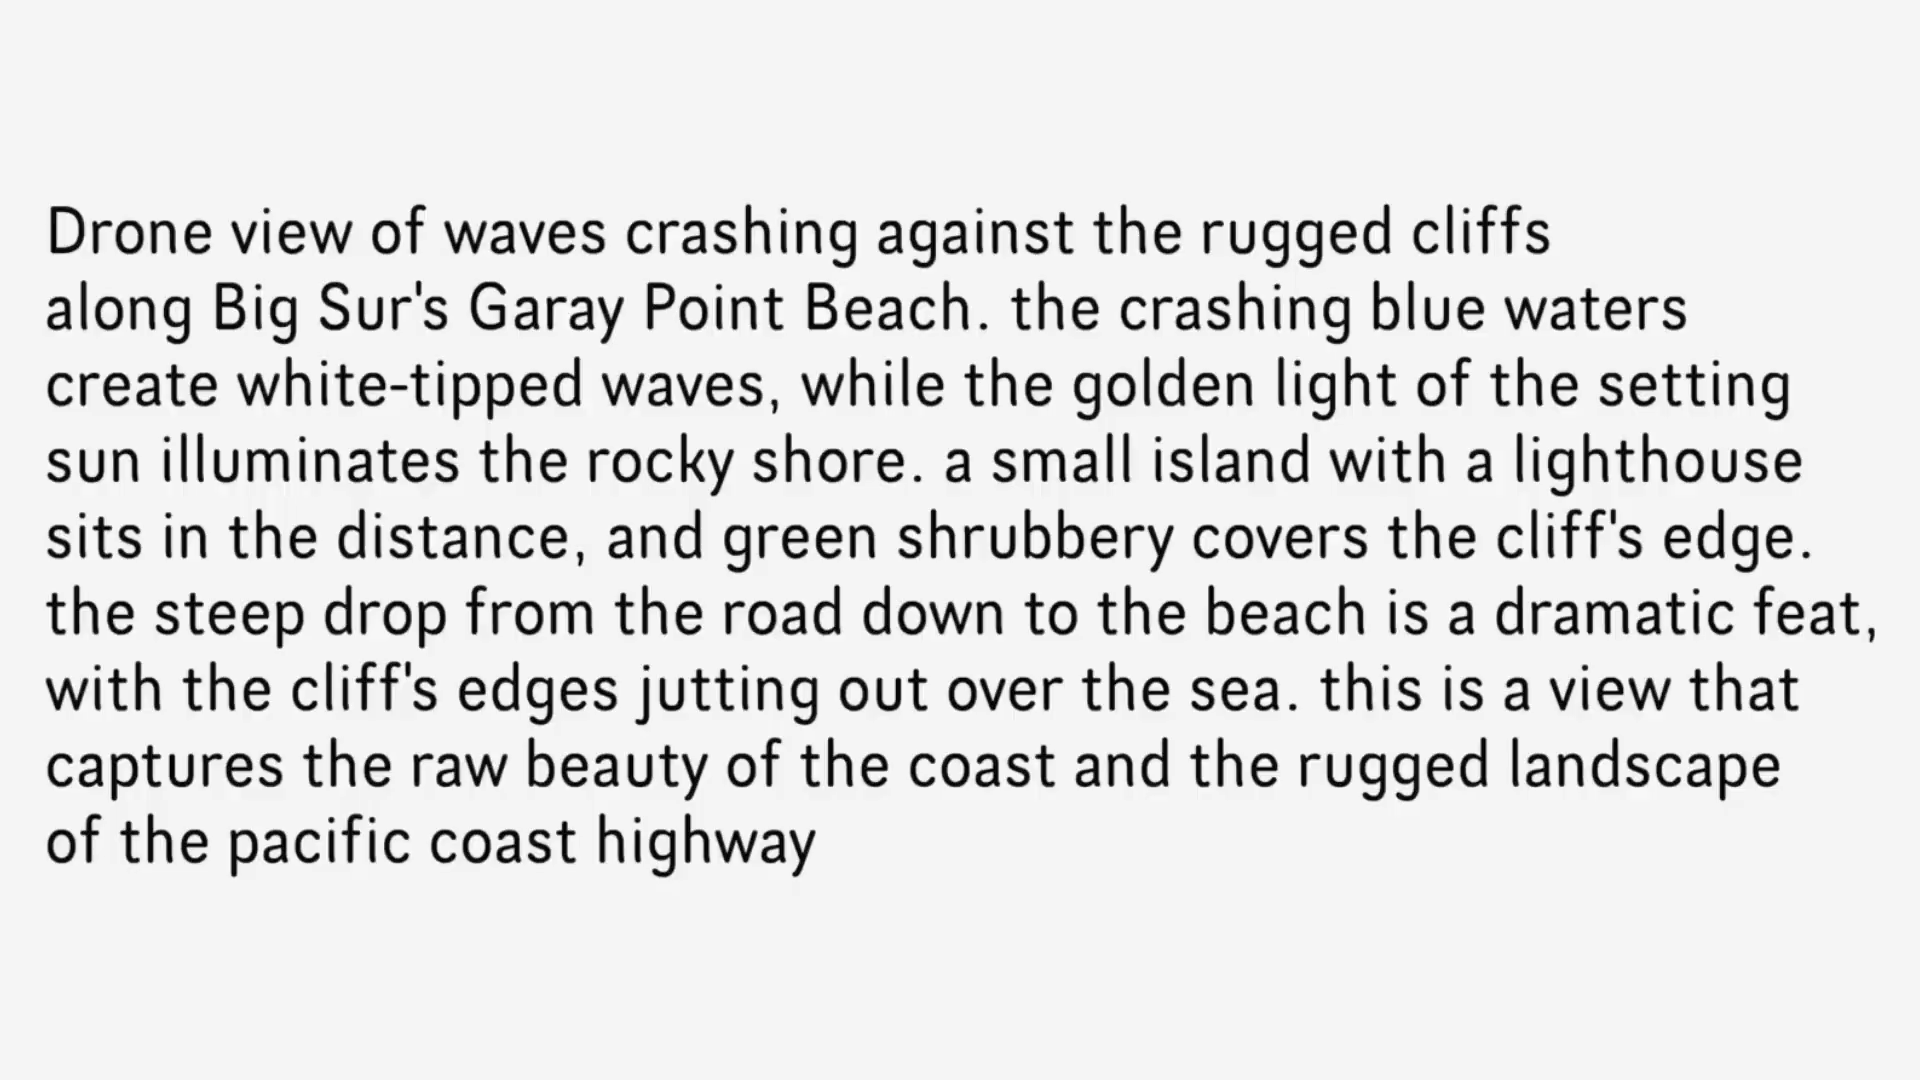 Drone view of waves crashing against the rugged cliffs
along Big Sur's Garay Point Beach. the crashing blue waters
create white-tipped waves, while the golden light of the setting
sun illuminates the rocky shore. a small island with a lighthouse
sits in the distance, and green shrubbery covers the cliff's edge.
the steep drop from the road down to the beach is a dramatic feat,
with the cliff's edges jutting out over the sea. this is a view that
captures the raw beauty of the coast and the rugged landscape
of the pacific coast highway